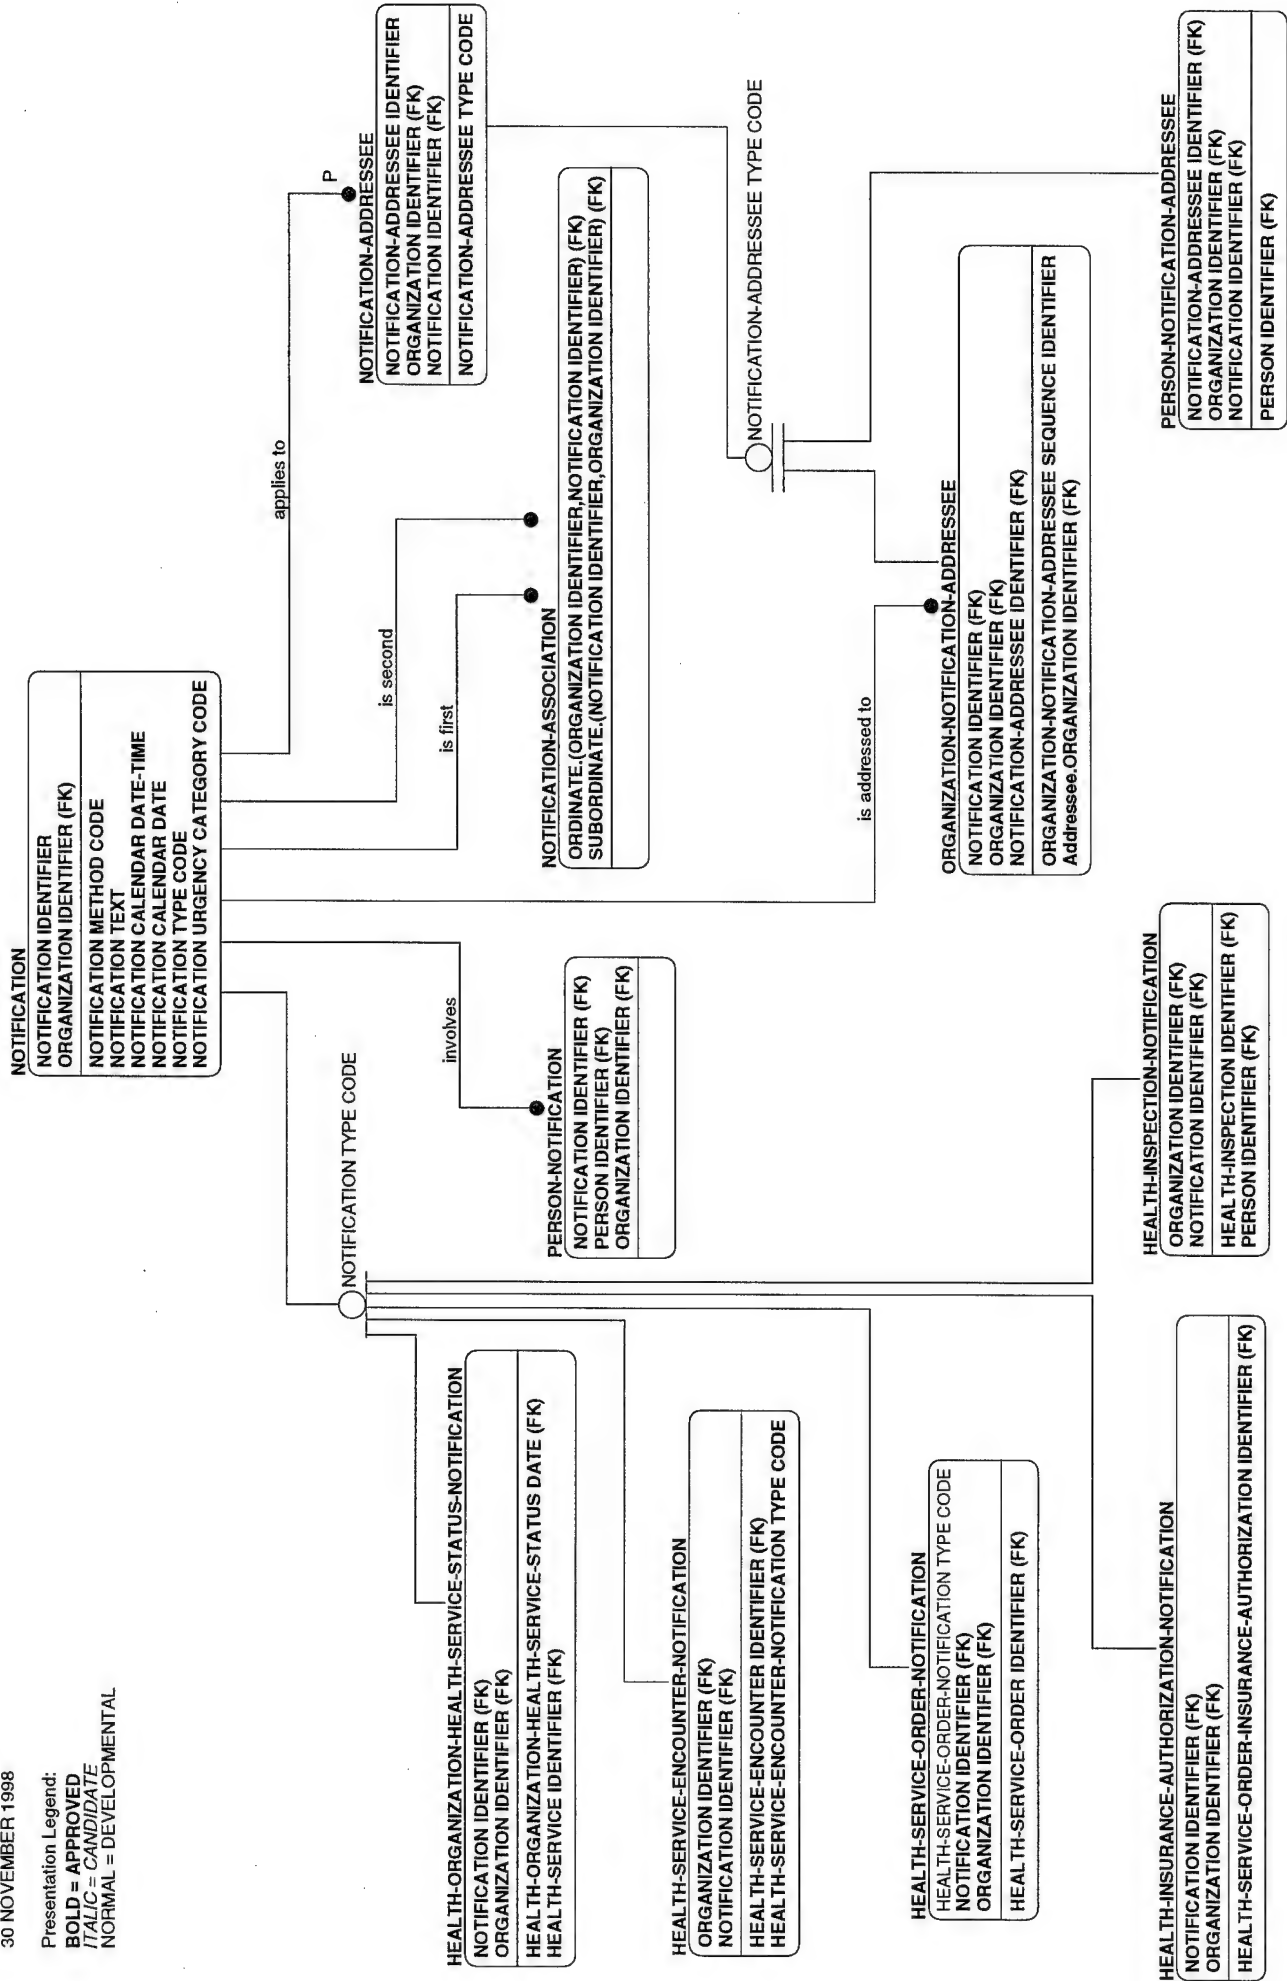 30 NOVEMBER 1998
Presentation Legend:
BOLD = APPROVED
ITALIC = CANDIDATE
NORMAL = DEVELOPMENTAL
NOTIFICATION
NOTIFICATION IDENTIFIER
ORGANIZATION IDENTIFIER (FK)
NOTIFICATION METHOD CODE
NOTIFICATION TEXT
NOTIFICATION CALENDAR DATE-TIME
NOTIFICATION CALENDAR DATE
NOTIFICATION TYPE CODE
NOTIFICATION URGENCY CATEGORY CODE
applies to
P
is second
is first
involves
is addressed to
NOTIFICATION TYPE CODE
NOTIFICATION-ADDRESSEE
NOTIFICATION-ADDRESSEE IDENTIFIER
ORGANIZATION IDENTIFIER (FK)
NOTIFICATION IDENTIFIER (FK)
NOTIFICATION-ADDRESSEE TYPE CODE
HEALTH-ORGANIZATION-HEALTH-SERVICE-STATUS-NOTIFICATION
NOTIFICATION IDENTIFIER (FK)
ORGANIZATION IDENTIFIER (FK)
HEALTH-ORGANIZATION-HEALTH-SERVICE-STATUS DATE (FK)
HEALTH-SERVICE IDENTIFIER (FK)
PERSON-NOTIFICATION
NOTIFICATION IDENTIFIER (FK)
PERSON IDENTIFIER (FK)
ORGANIZATION IDENTIFIER (FK)
NOTIFICATION-ASSOCIATION
ORDINATE.(ORGANIZATION IDENTIFIER,NOTIFICATION IDENTIFIER) (FK)
SUBORDINATE.(NOTIFICATION IDENTIFIER,ORGANIZATION IDENTIFIER) (FK)
NOTIFICATION-ADDRESSEE TYPE CODE
HEALTH-SERVICE-ENCOUNTER-NOTIFICATION
ORGANIZATION IDENTIFIER (FK)
NOTIFICATION IDENTIFIER (FK)
HEALTH-SERVICE-ENCOUNTER IDENTIFIER (FK)
HEALTH-SERVICE-ENCOUNTER-NOTIFICATION TYPE CODE
HEALTH-SERVICE-ORDER-NOTIFICATION
HEALTH-SERVICE-ORDER-NOTIFICATION TYPE CODE
NOTIFICATION IDENTIFIER (FK)
ORGANIZATION IDENTIFIER (FK)
HEALTH-SERVICE-ORDER IDENTIFIER (FK)
ORGANIZATION-NOTIFICATION-ADDRESSEE
NOTIFICATION IDENTIFIER (FK)
ORGANIZATION IDENTIFIER (FK)
NOTIFICATION-ADDRESSEE IDENTIFIER (FK)
ORGANIZATION-NOTIFICATION-ADDRESSEE SEQUENCE IDENTIFIER
Addressee.ORGANIZATION IDENTIFIER (FK)
HEALTH-INSURANCE-AUTHORIZATION-NOTIFICATION
NOTIFICATION IDENTIFIER (FK)
ORGANIZATION IDENTIFIER (FK)
HEALTH-SERVICE-ORDER-INSURANCE-AUTHORIZATION IDENTIFIER (FK)
HEALTH-INSPECTION-NOTIFICATION
ORGANIZATION IDENTIFIER (FK)
NOTIFICATION IDENTIFIER (FK)
HEALTH-INSPECTION IDENTIFIER (FK)
PERSON IDENTIFIER (FK)
PERSON-NOTIFICATION-ADDRESSEE
NOTIFICATION-ADDRESSEE IDENTIFIER (FK)
ORGANIZATION IDENTIFIER (FK)
NOTIFICATION IDENTIFIER (FK)
PERSON IDENTIFIER (FK)